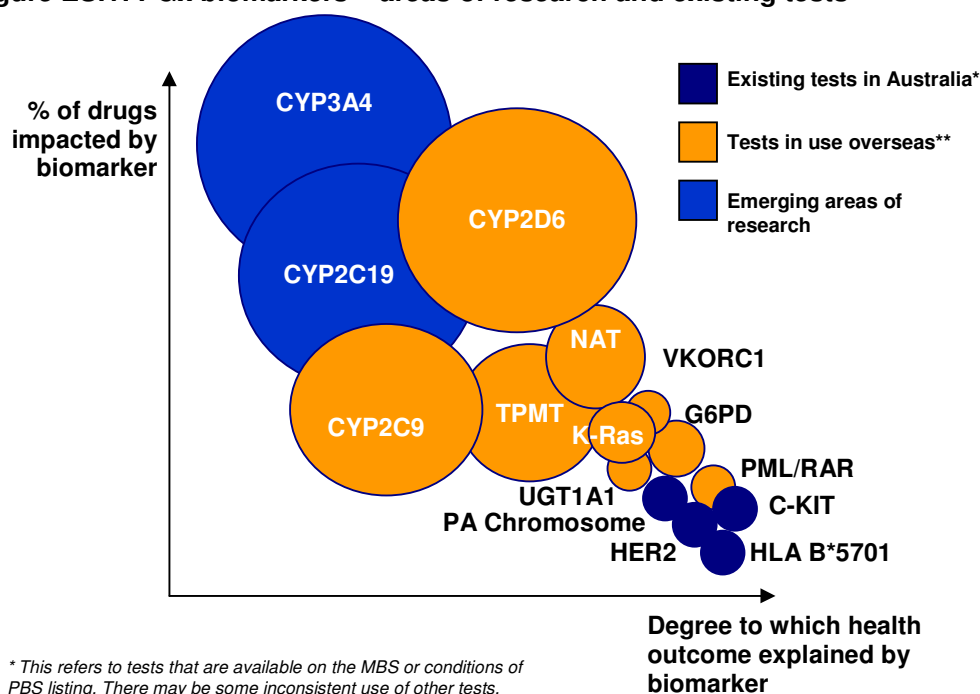 % of drugs
impacted by
biomarker
CYP3A4
CYP2D6
CYP2C19
NAT
CYP2C9
TPMT
K-Ras
VKORC1
G6PD
PML/RAR
UGT1A1
C-KIT
PA Chromosome
HER2
HLA B*5701
Existing tests in Australia*
Tests in use overseas**
Emerging areas of
research
Degree to which health
outcome explained by
biomarker
* This refers to tests that are available on the MBS or conditions of
PBS listing. There may be some inconsistent use of other tests.